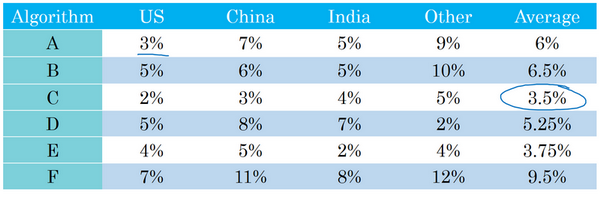 Algorithm US China India Other Average
A 3% 7% 5% 9% 6%
B 5% 6% 5% 10% 6.5%
C 2% 3% 4% 5% 3.5%
D 5% 8% 7% 2% 5.25%
E 4% 5% 2% 4% 3.75%
F 7% 11% 8% 12% 9.5%